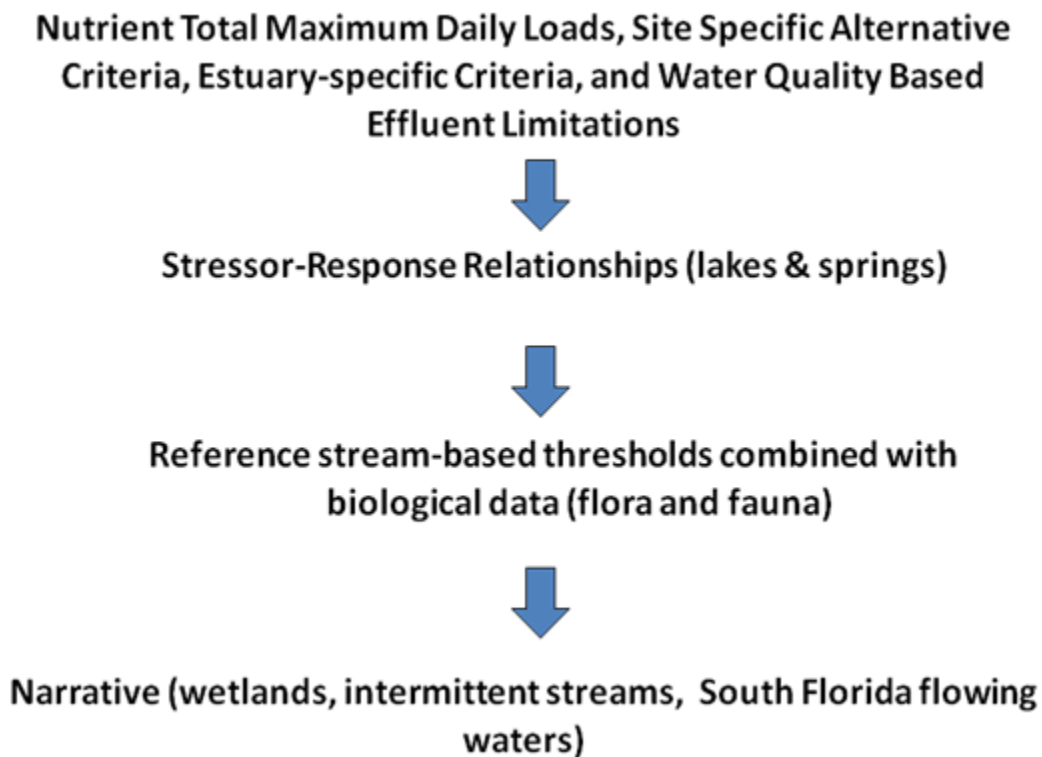 Nutrient Total Maximum Daily Loads, Site Specific Alternative
Criteria, Estuary-specific Criteria, and Water Quality Based
Effluent Limitations
Stressor-Response Relationships (lakes & springs)
Reference stream-based thresholds combined with
biological data (flora and fauna)
Narrative (wetlands, intermittent streams, South Florida flowing
waters)